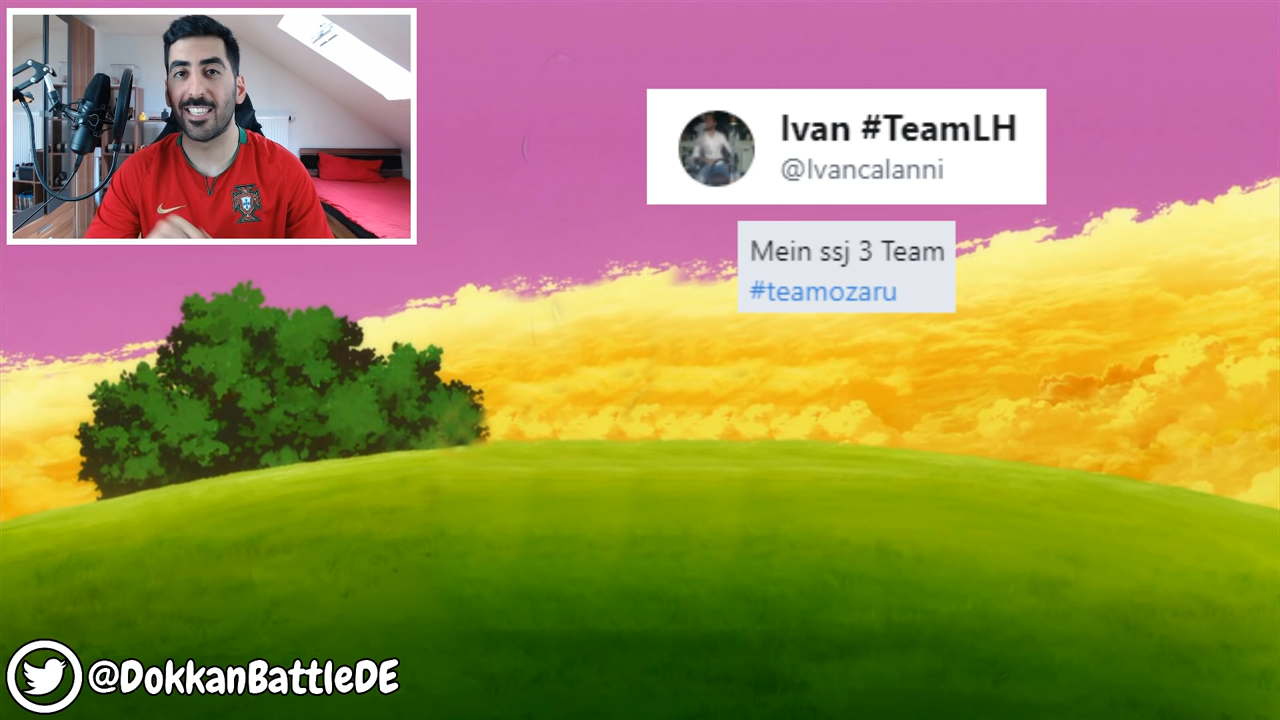 Ivan #TeamLH
@Ivancalanni
Mein ssj 3 Team
#teamozaru
@DokkanBattleDE